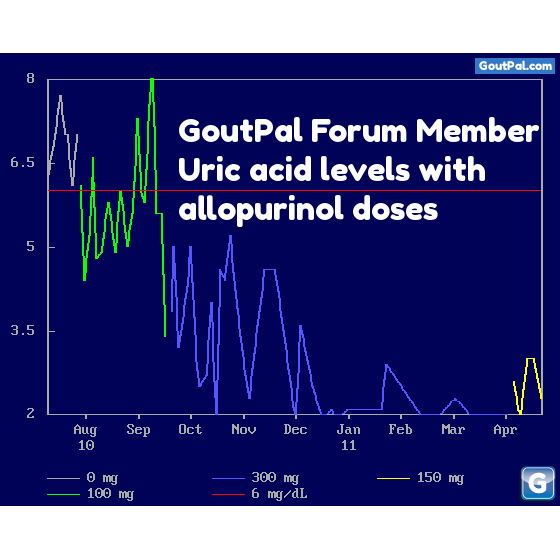 GoutPal.com
GoutPal Forum Member
Uric acid levels with
allopurinol doses
8
6.5
5
3.5
2
Aug Sep Oct Nov Dec Jan Feb Mar Apr
10 11
0 mg 300 mg 150 mg
100 mg 6 mg/dL
G